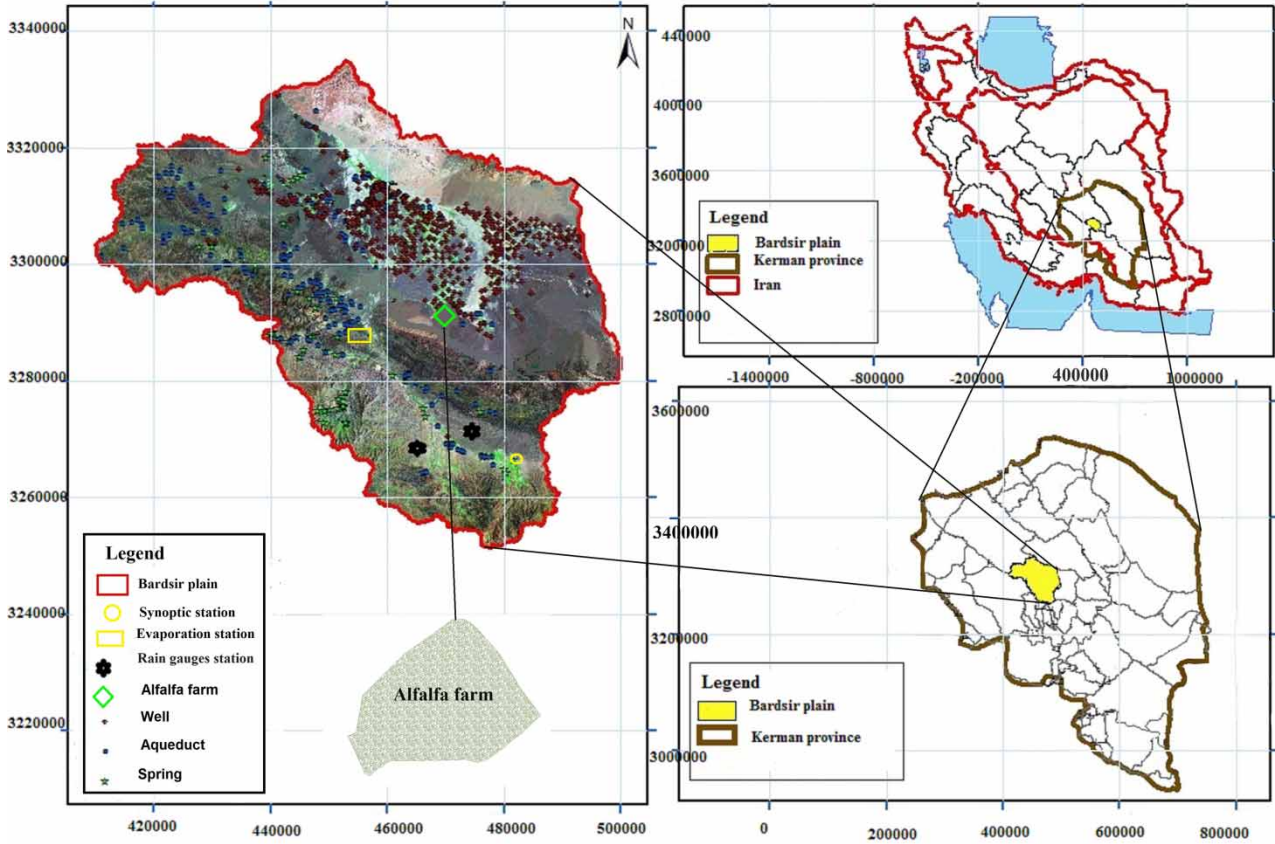 3340000
3320000
3300000
3280000
3260000
3240000
3220000
N
Legend
Bardsir plain
Synoptic station
Evaporation station
Rain gauges station
Alfalfa farm
Well
Aqueduct
Spring
Alfalfa farm
420000 440000 460000 480000 500000
4400000
4000000
3600000
3200000
2800000
Legend
Bardsir plain
Kerman province
Iran
-1400000 -800000 -200000 400000 1000000
3600000
3400000
3200000
3000000
Legend
Bardsir plain
Kerman province
0 200000 400000 600000 800000